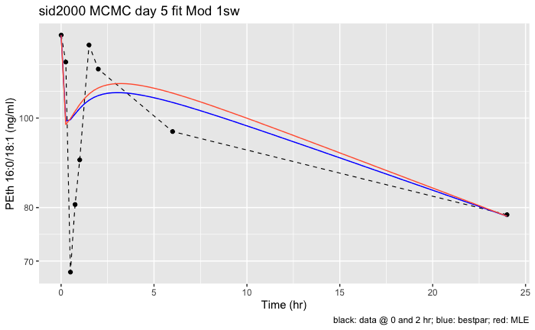 sid2000 MCMC day 5 fit Mod 1sw
PEth 16:0/18:1 (ng/ml)
100
80
70
0
5
10
15
20
25
Time (hr)
black: data @ 0 and 2 hr; blue: bestpar; red: MLE